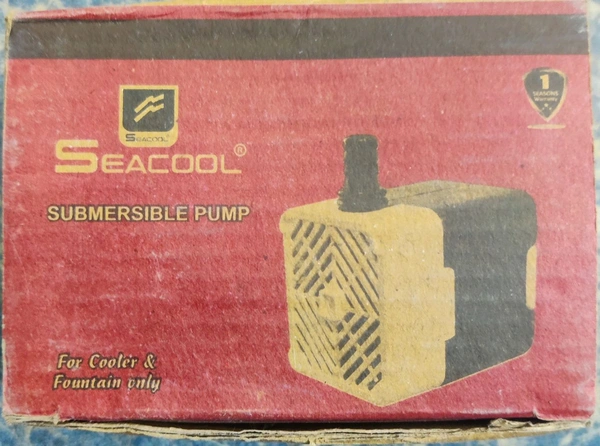 1
SEASONS
Warranty
SEACOOL
SEACOOL®
SUBMERSIBLE PUMP
For Cooler &
Fountain only